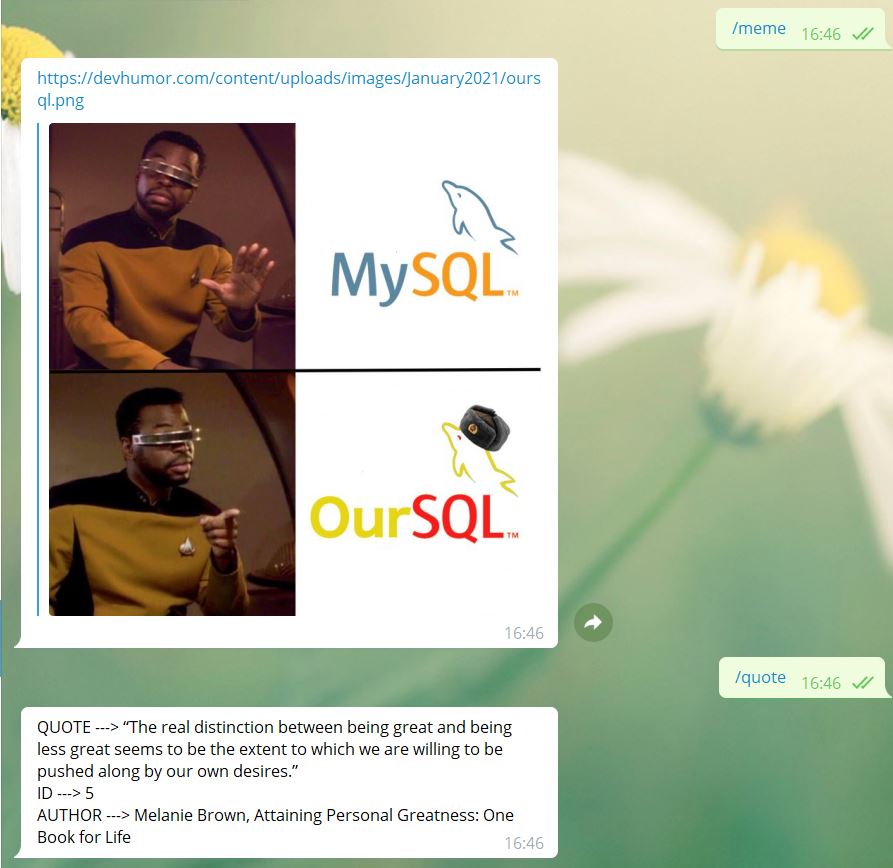 /meme 16:46
https://devhumor.com/content/uploads/images/January2021/ours
ql.png
MySQL™
OurSQL™
16:46
/quote 16:46
QUOTE ---> “The real distinction between being great and being
less great seems to be the extent to which we are willing to be
pushed along by our own desires.”
ID ---> 5
AUTHOR ---> Melanie Brown, Attaining Personal Greatness: One
Book for Life
16:46